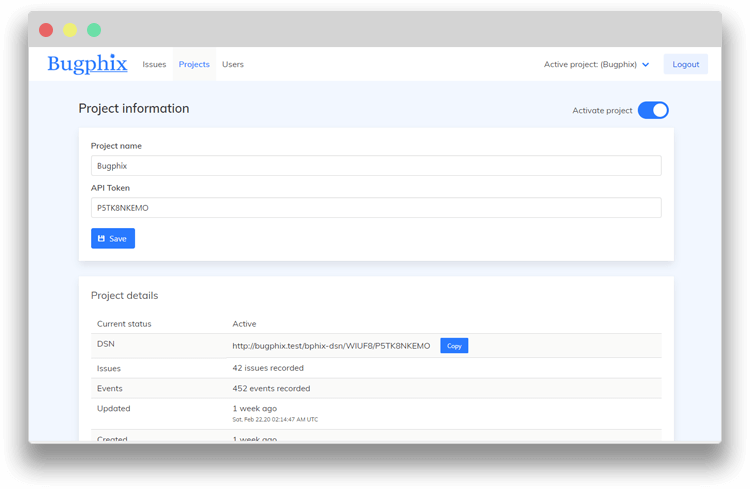 Bugphix Issues Projects Users Active project: (Bugphix) Logout
Project information Activate project
Project name
Bugphix
API Token
P5TK8NKEMO
Save
Project details
Current status Active
DSN http://bugphix.test/bphix-dsn/WIUF8/P5TK8NKEMO Copy
Issues 42 issues recorded
Events 452 events recorded
Updated 1 week ago
Sat, Feb 22,20 02:14:47 AM UTC
Created 1 week ago